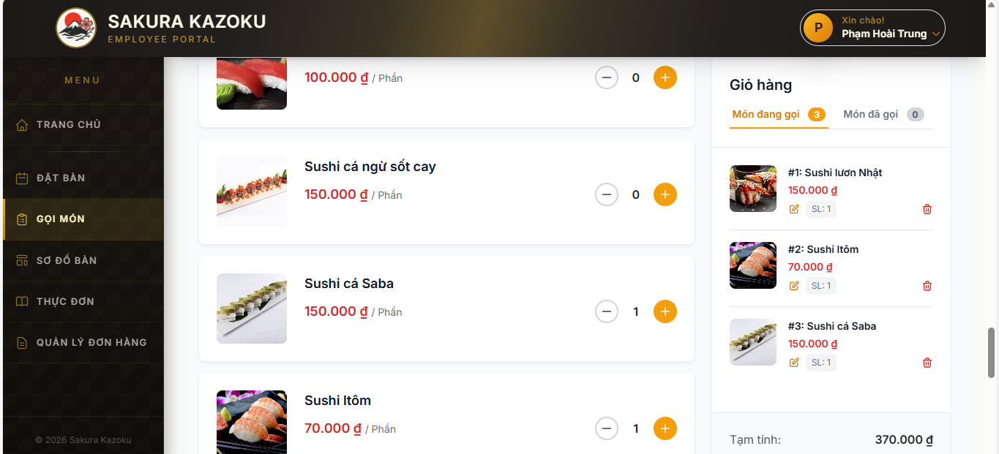 SAKURA KAZOKU
EMPLOYEE PORTAL
P
Xin chào!
Phạm Hoài Trung
MENU
TRANG CHỦ
ĐẶT BÀN
GỌI MÓN
SƠ ĐỒ BÀN
THỰC ĐƠN
QUẢN LÝ ĐƠN HÀNG
© 2026 Sakura Kazoku
100.000 ₫ / Phần
0
Sushi cá ngừ sốt cay
150.000 ₫ / Phần
0
Sushi cá Saba
150.000 ₫ / Phần
1
Sushi Itôm
70.000 ₫ / Phần
1
Giỏ hàng
Món đang gọi 3
Món đã gọi 0
#1: Sushi lươn Nhật
150.000 ₫
SL: 1
#2: Sushi Itôm
70.000 ₫
SL: 1
#3: Sushi cá Saba
150.000 ₫
SL: 1
Tạm tính: 370.000 ₫